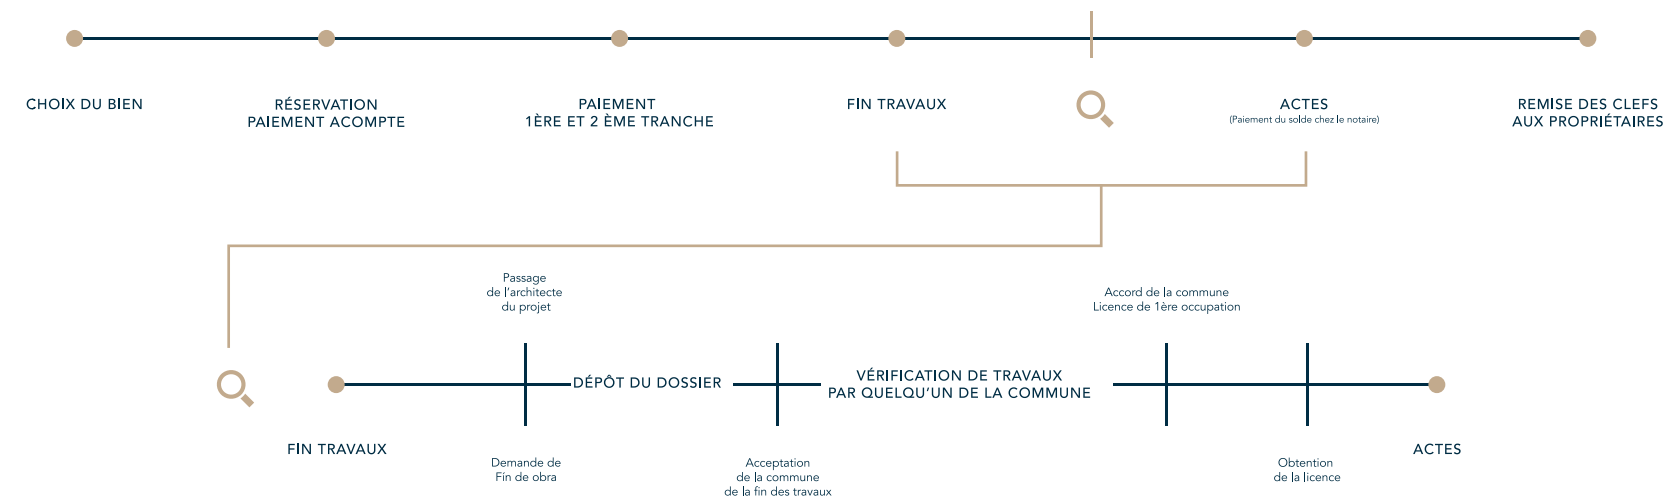 CHOIX DU BIEN
RÉSERVATION
PAIEMENT ACOMPTE
PAIEMENT
1ÈRE ET 2 ÈME TRANCHE
FIN TRAVAUX
ACTES
(Paiement du solde chez le notaire)
REMISE DES CLEFS
AUX PROPRIÉTAIRES
Passage
de l'architecte
du projet
Accord de la commune
Licence de 1ère occupation
DÉPÔT DU DOSSIER
VÉRIFICATION DE TRAVAUX
PAR QUELQU'UN DE LA COMMUNE
FIN TRAVAUX
Demande de
Fín de obra
Acceptation
de la commune
de la fin des travaux
Obtention
de la licence
ACTES